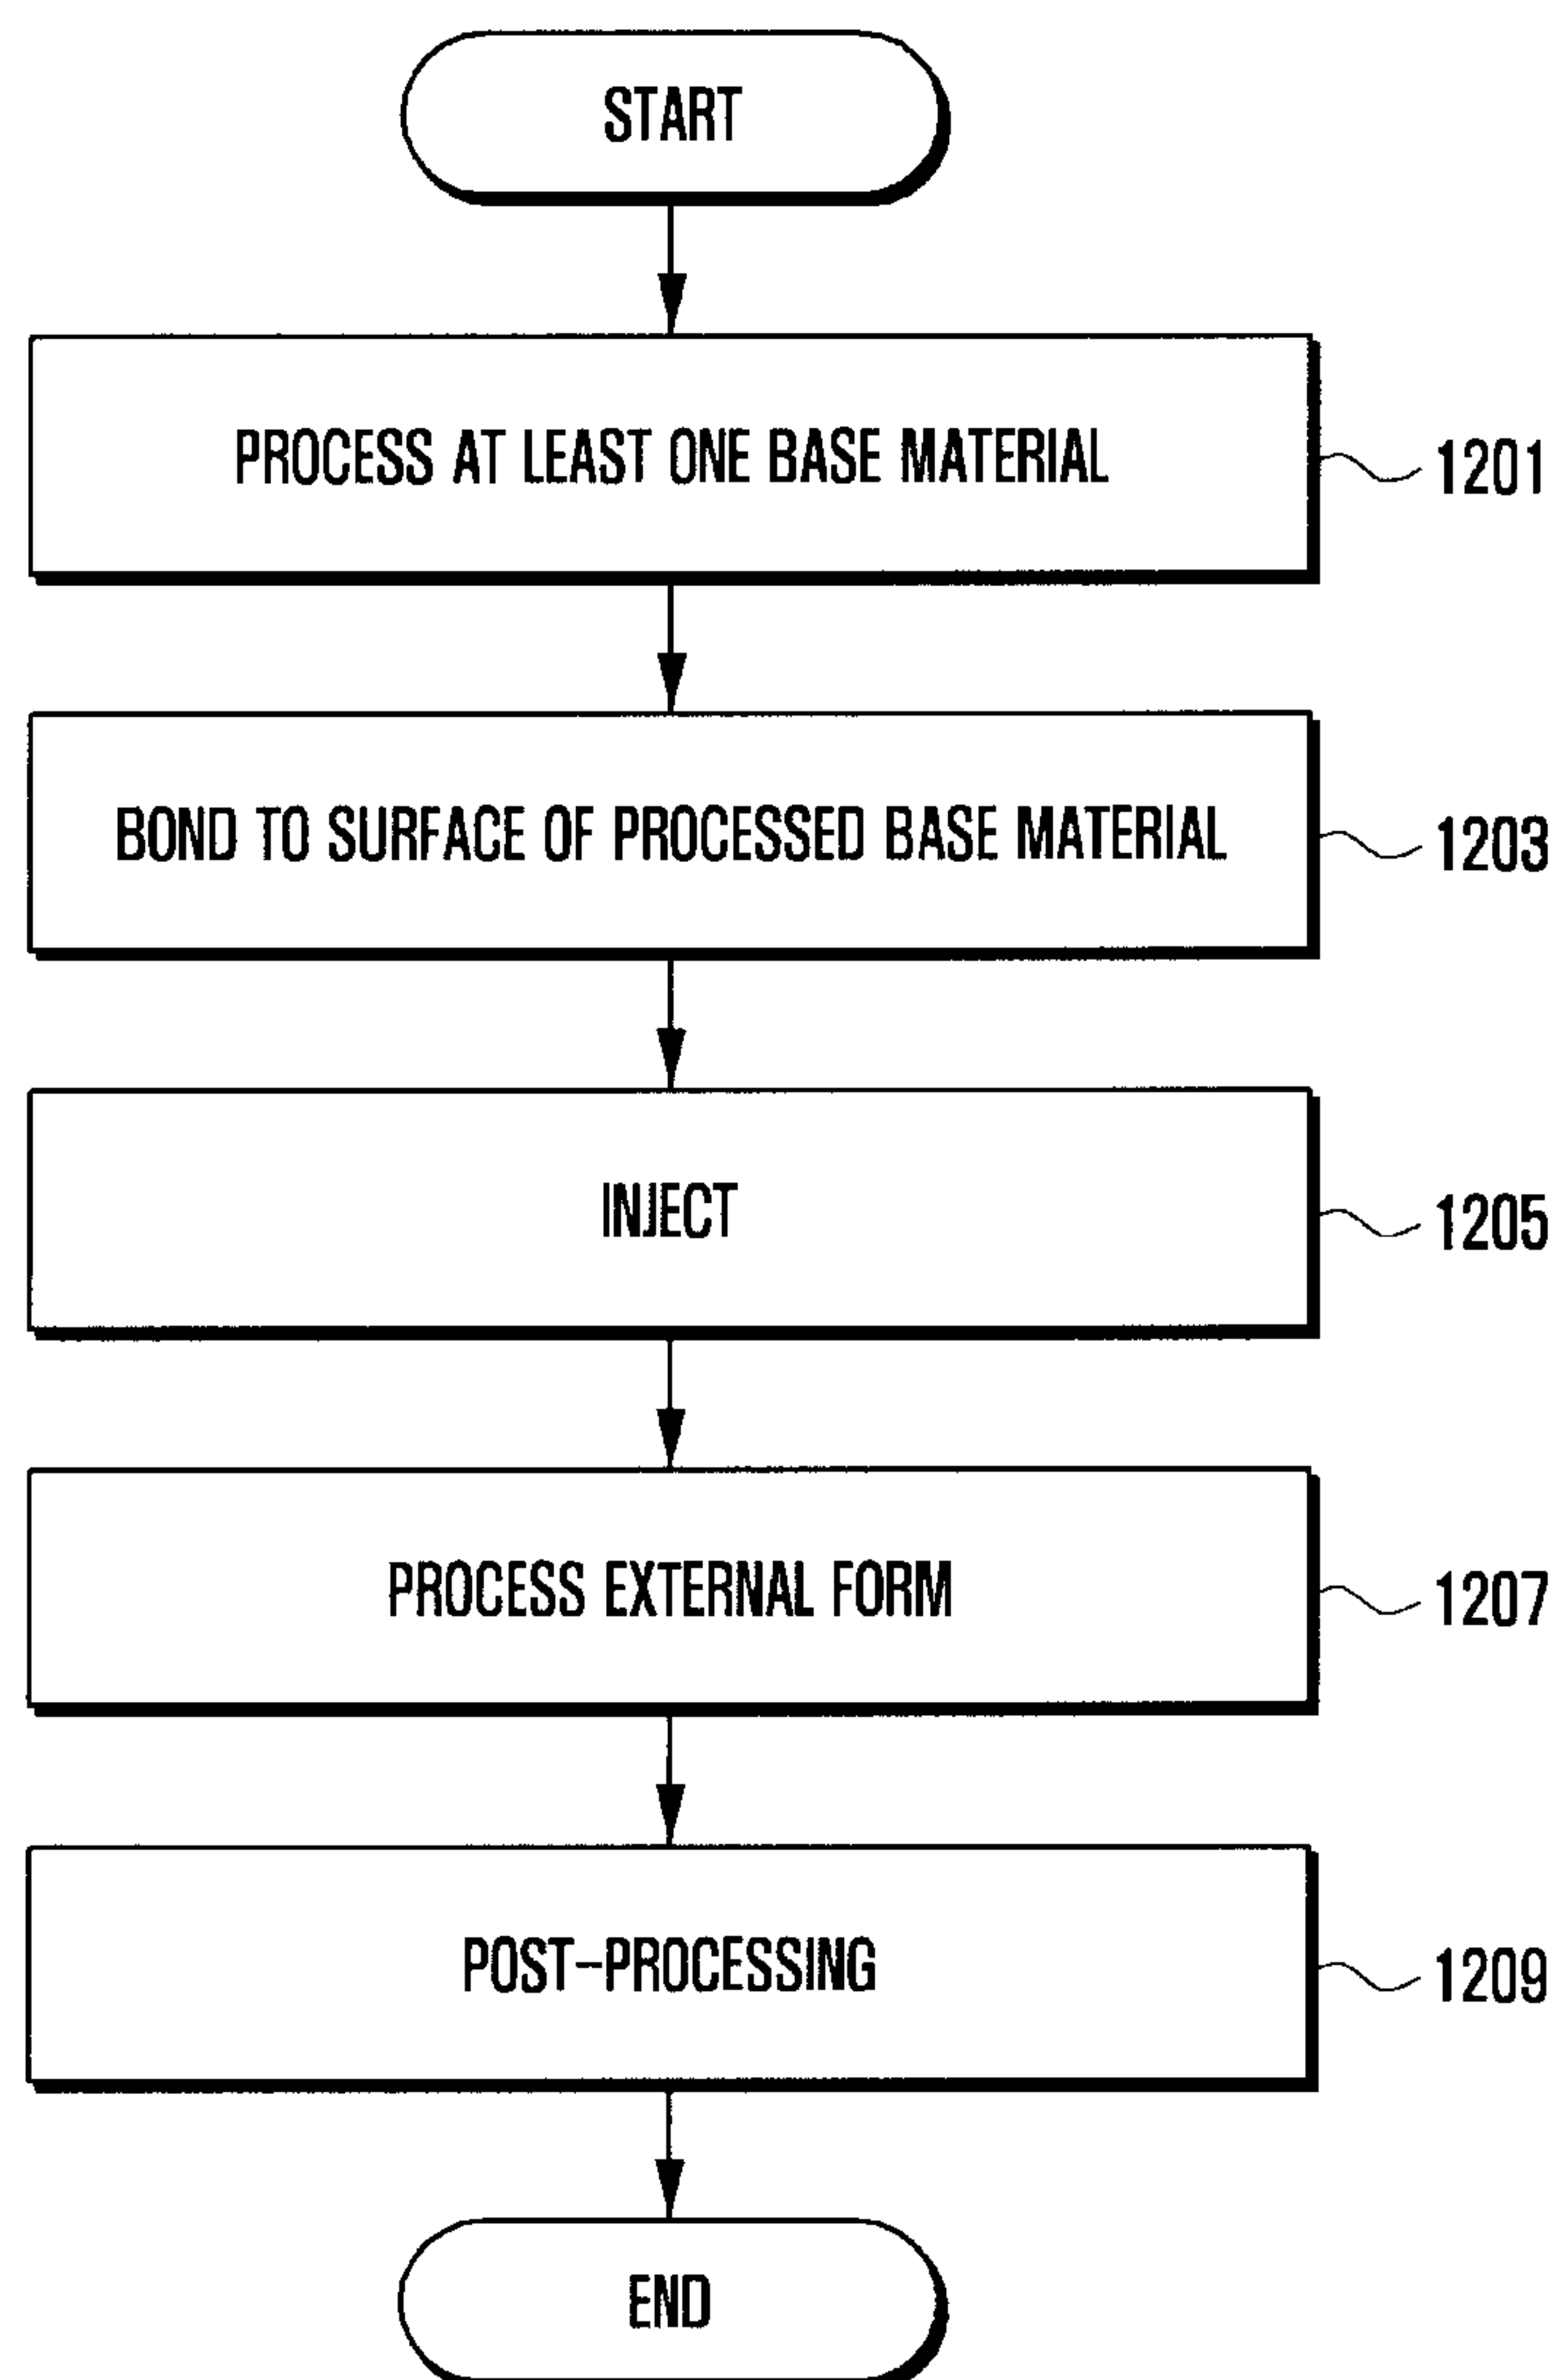 START
PROCESS AT LEAST ONE BASE MATERIAL
1201
BOND TO SURFACE OF PROCESSED BASE MATERIAL
1203
INJECT
1205
PROCESS EXTERNAL FORM
1207
POST-PROCESSING
1209
END